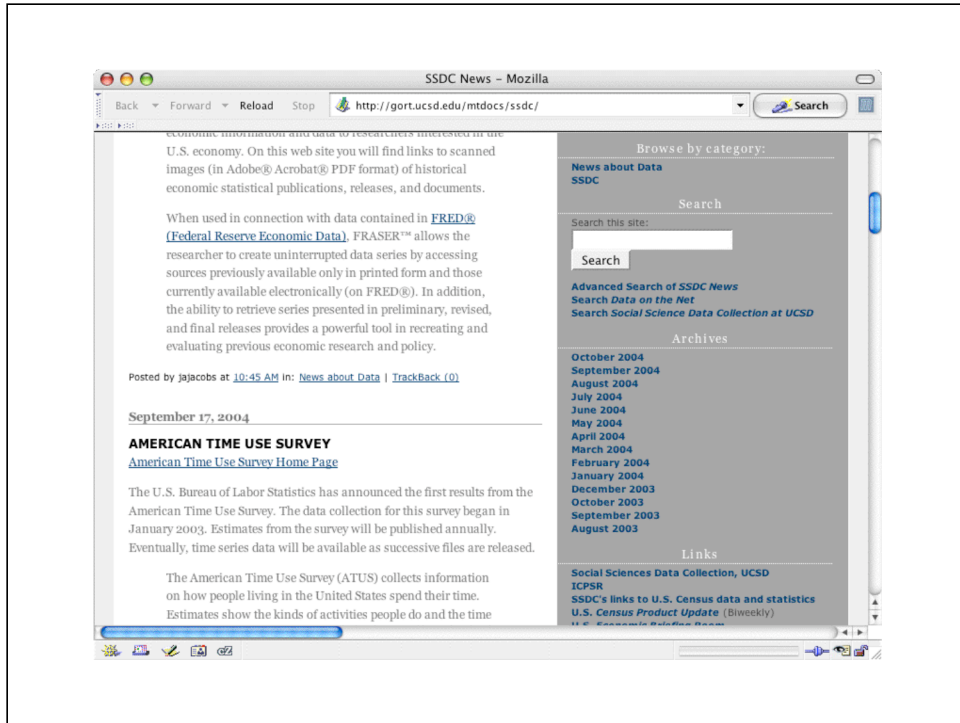 SSDC News – Mozilla
Back Forward Reload Stop http://gort.ucsd.edu/mtdocs/ssdc/ Search
economic information and data to researchers interested in the
U.S. economy. On this web site you will find links to scanned
images (in Adobe® Acrobat® PDF format) of historical
economic statistical publications, releases, and documents.
When used in connection with data contained in FRED®
(Federal Reserve Economic Data), FRASER™ allows the
researcher to create uninterrupted data series by accessing
sources previously available only in printed form and those
currently available electronically (on FRED®). In addition,
the ability to retrieve series presented in preliminary, revised,
and final releases provides a powerful tool in recreating and
evaluating previous economic research and policy.
Posted by jajacobs at 10:45 AM in: News about Data | TrackBack (0)
September 17, 2004
AMERICAN TIME USE SURVEY
American Time Use Survey Home Page
The U.S. Bureau of Labor Statistics has announced the first results from the
American Time Use Survey. The data collection for this survey began in
January 2003. Estimates from the survey will be published annually.
Eventually, time series data will be available as successive files are released.
The American Time Use Survey (ATUS) collects information
on how people living in the United States spend their time.
Estimates show the kinds of activities people do and the time
Browse by category:
News about Data
SSDC
Search
Search this site:
Search
Advanced Search of SSDC News
Search Data on the Net
Search Social Science Data Collection at UCSD
Archives
October 2004
September 2004
August 2004
July 2004
June 2004
May 2004
April 2004
March 2004
February 2004
January 2004
December 2003
October 2003
September 2003
August 2003
Links
Social Sciences Data Collection, UCSD
ICPSR
SSDC's links to U.S. Census data and statistics
U.S. Census Product Update (Biweekly)
U.S. Economic Briefing Room